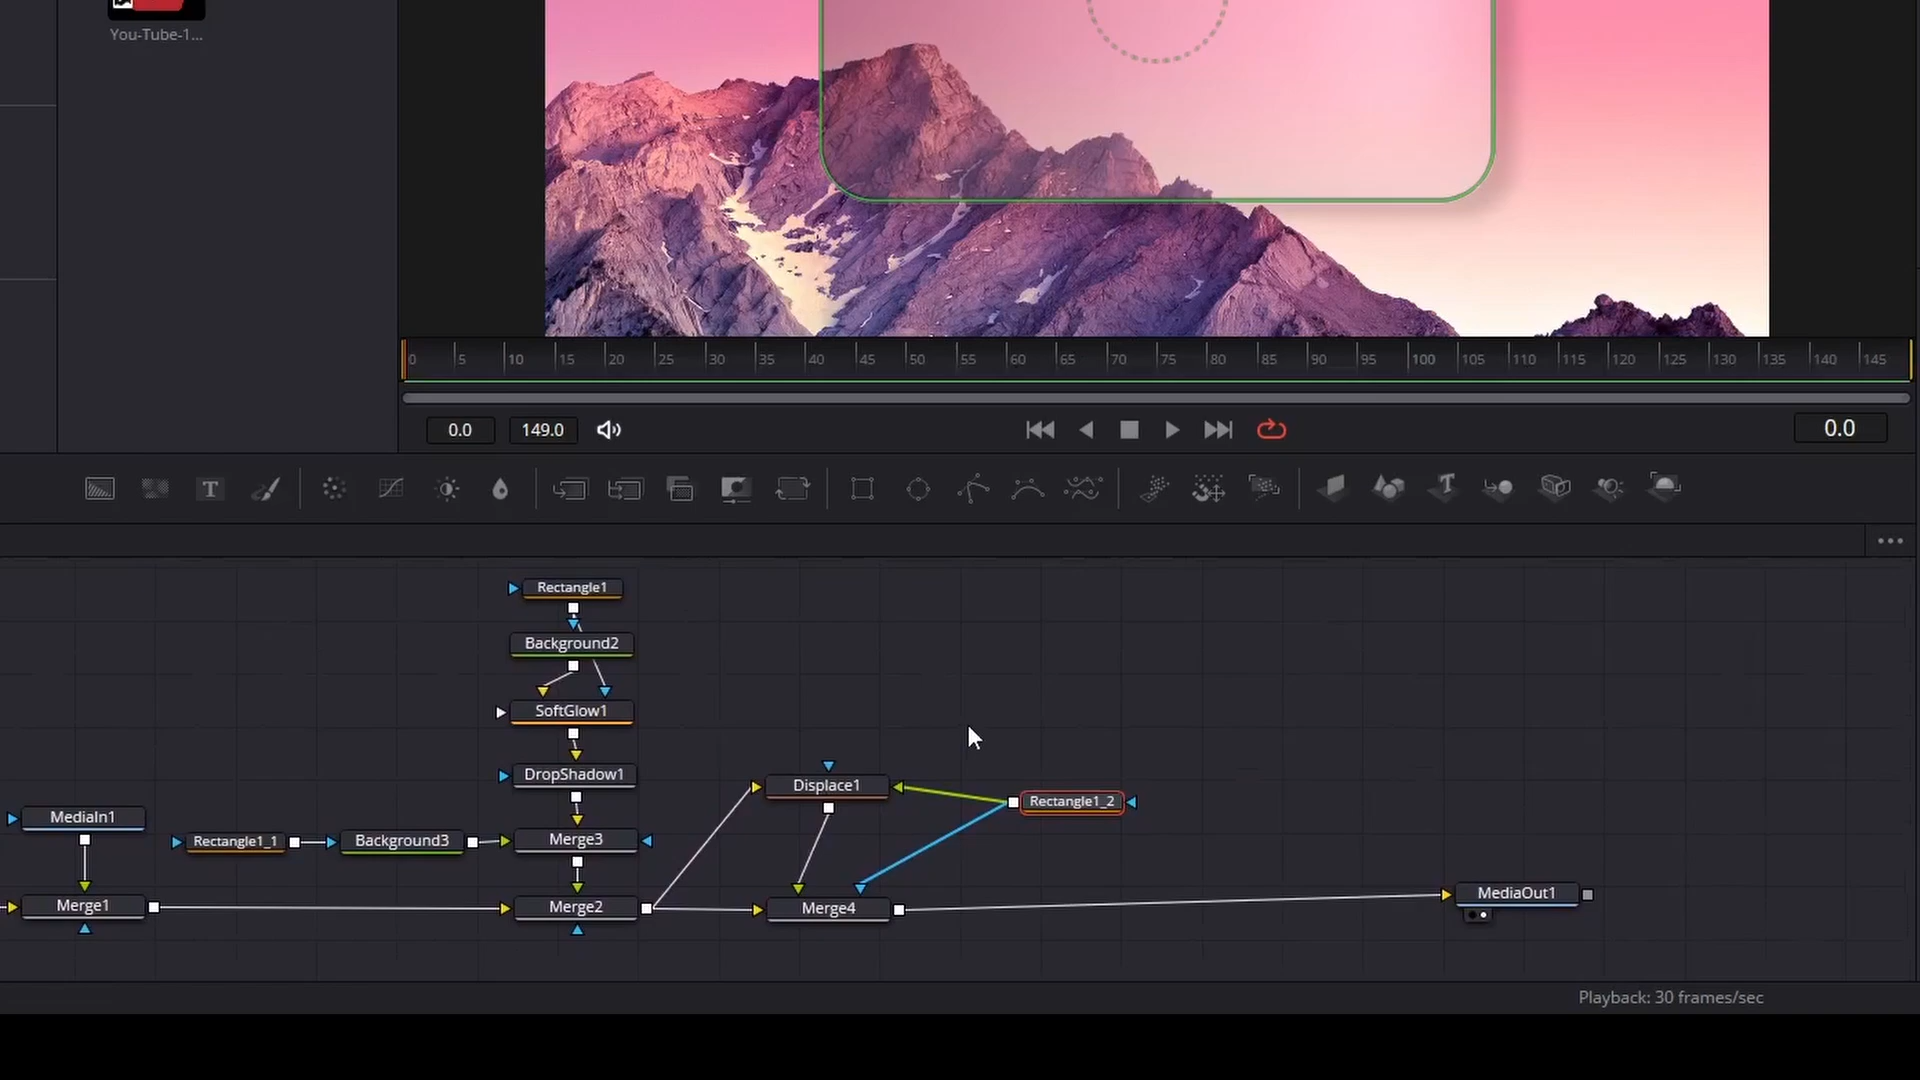 You-Tube-1...
0 5 10 15 20 25 30 35 40 45 50 55 60 65 70 75 80 85 90 95 100 105 110 115 120 125 130 135 140 145
0.0 149.0 0.0
T
Rectangle1
Background2
SoftGlow1
DropShadow1
Displace1
Rectangle1_2
MediaIn1
Rectangle1_1 Background3 Merge3
MediaOut1
Merge1 Merge2 Merge4
Playback: 30 frames/sec